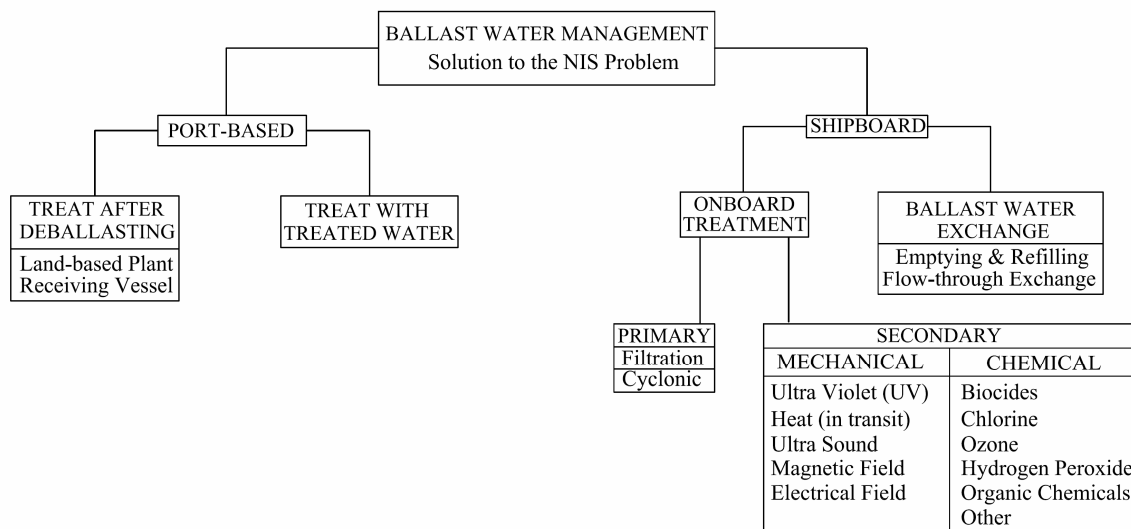 BALLAST WATER MANAGEMENT
Solution to the NIS Problem
PORT-BASED
SHIPBOARD
TREAT AFTER
DEBALLASTING
Land-based Plant
Receiving Vessel
TREAT WITH
TREATED WATER
ONBOARD
TREATMENT
BALLAST WATER
EXCHANGE
Emptying & Refilling
Flow-through Exchange
PRIMARY
Filtration
Cyclonic
SECONDARY
MECHANICAL
Ultra Violet (UV)
Heat (in transit)
Ultra Sound
Magnetic Field
Electrical Field
CHEMICAL
Biocides
Chlorine
Ozone
Hydrogen Peroxide
Organic Chemicals
Other